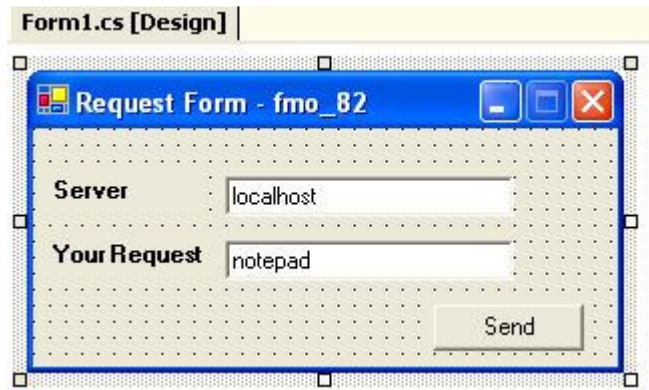 Form1.cs [Design]
Request Form - fmo_82
Server
localhost
Your Request
notepad
Send